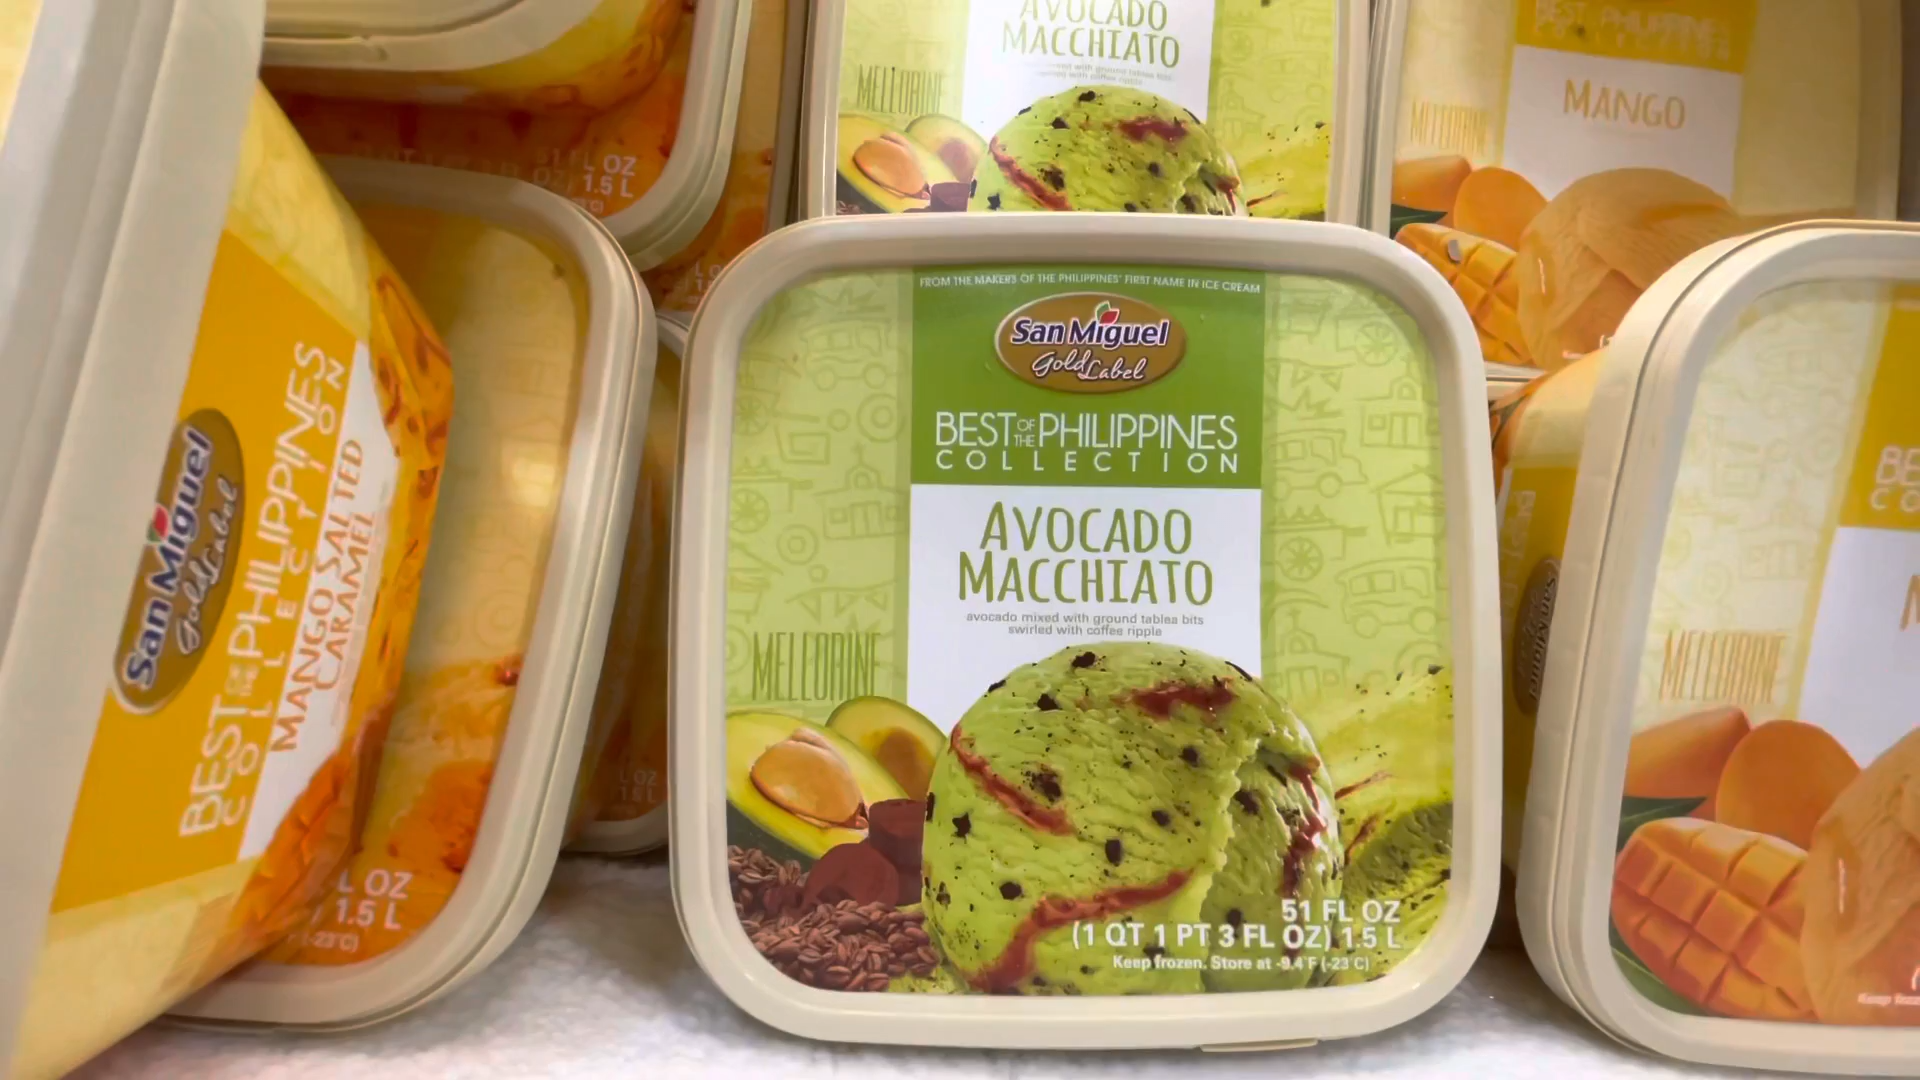 AVOCADO
MACCHIATO
MELLORINE
BEST PHILIPPINES
MANGO
MELLORINE
51 FL OZ
1.5 L
San Miguel
Gold Label
BEST OF THE PHILIPPINES
COLLECTION
MANGO SALTED
CARAMEL
L OZ
1.5 L
FROM THE MAKERS OF THE PHILIPPINES' FIRST NAME IN ICE CREAM
San Miguel
Gold Label
BEST OF THE PHILIPPINES
COLLECTION
AVOCADO
MACCHIATO
avocado mixed with ground tablea bits
swirled with coffee ripple
MELLORINE
51 FL OZ
(1 QT 1 PT 3 FL OZ) 1.5 L
Keep frozen. Store at -9.4°F (-23°C)
MELLORINE